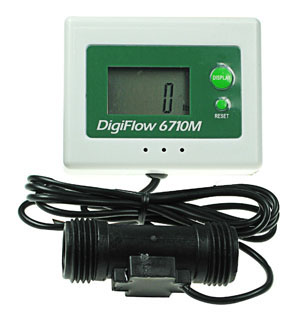 0
DISPLAY
RESET
DigiFlow 6710M